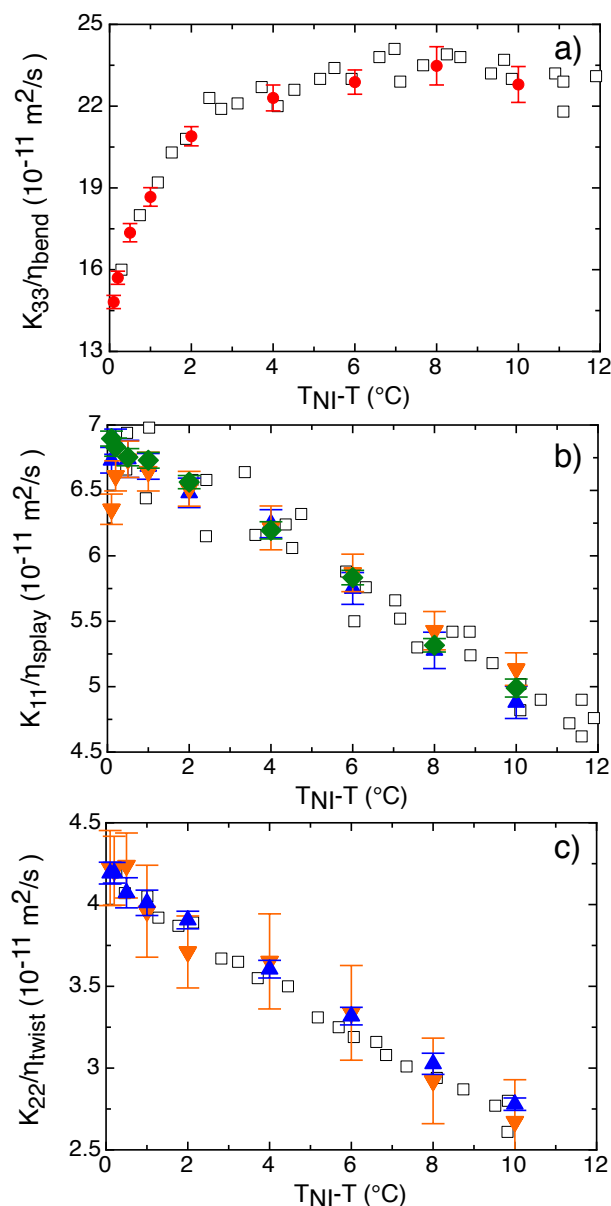 a)
K33/ηbend (10-11 m2/s)
25
22
19
16
13
0 2 4 6 8 10 12
TNI-T (°C)
b)
K11/ηsplay (10-11 m2/s)
7
6.5
6
5.5
5
4.5
0 2 4 6 8 10 12
TNI-T (°C)
c)
K22/ηtwist (10-11 m2/s)
4.5
4
3.5
3
2.5
0 2 4 6 8 10 12
TNI-T (°C)